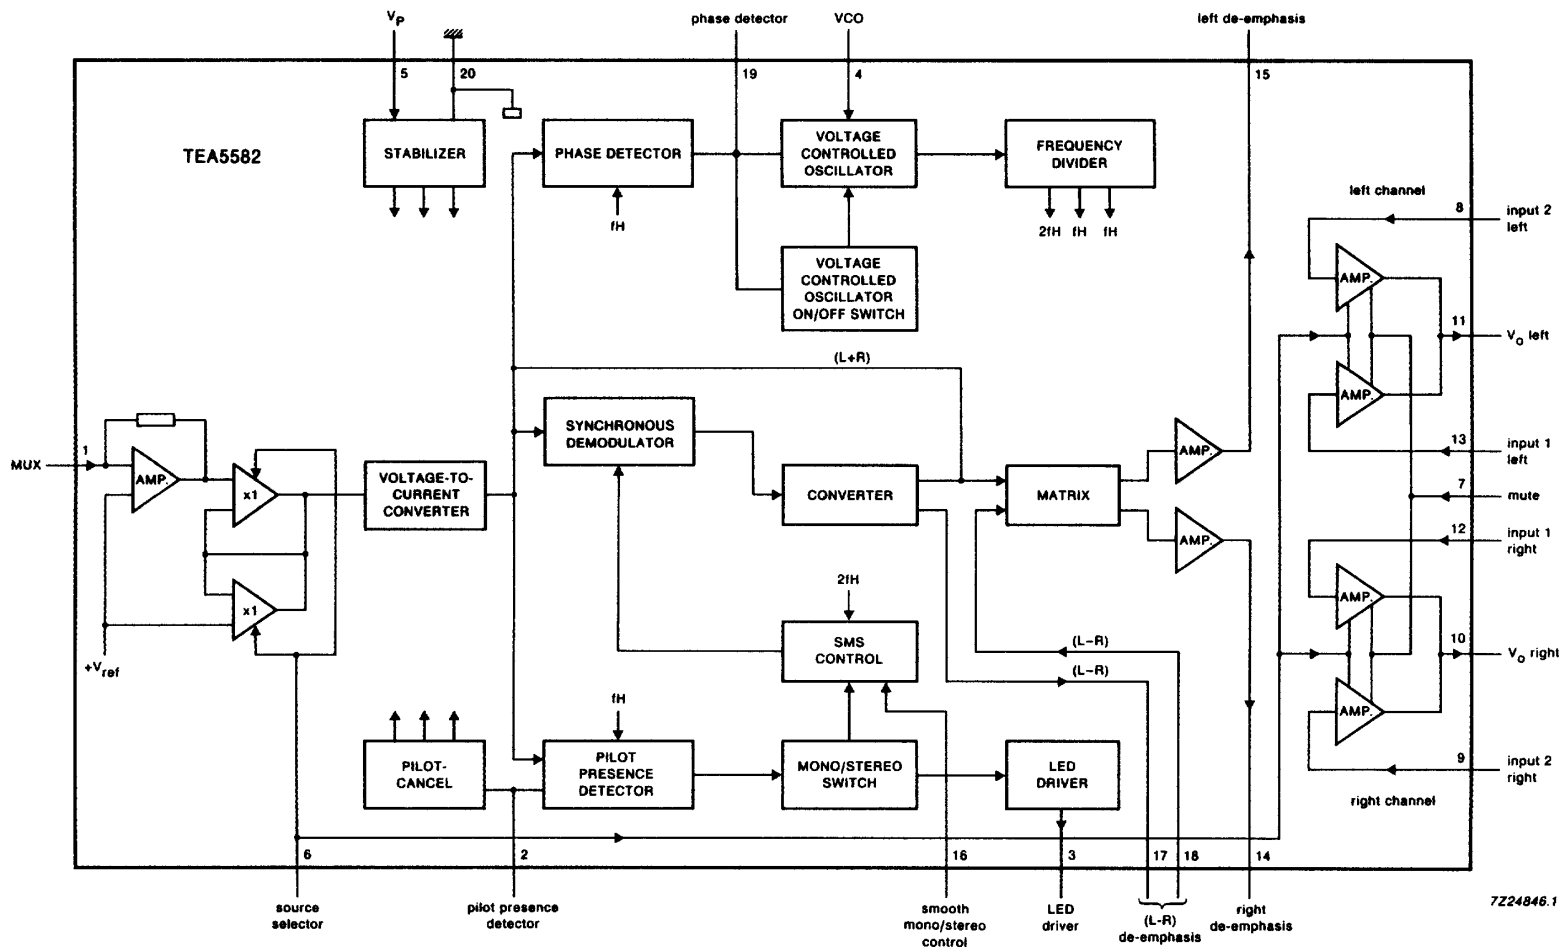 V_P
phase detector
VCO
left de-emphasis
5
20
19
4
15
TEA5582
STABILIZER
PHASE DETECTOR
VOLTAGE
CONTROLLED
OSCILLATOR
FREQUENCY
DIVIDER
fH
2fH
fH
fH
VOLTAGE
CONTROLLED
OSCILLATOR
ON/OFF SWITCH
left channel
8
input 2
left
AMP.
11
V_o left
AMP.
13
input 1
left
7
mute
12
input 1
right
AMP.
10
V_o right
AMP.
9
input 2
right
right channel
(L+R)
MUX
1
AMP.
x1
x1
+V_ref
VOLTAGE-TO-
CURRENT
CONVERTER
SYNCHRONOUS
DEMODULATOR
CONVERTER
MATRIX
AMP.
AMP.
2fH
SMS
CONTROL
(L−R)
(L−R)
fH
PILOT-
CANCEL
PILOT
PRESENCE
DETECTOR
MONO/STEREO
SWITCH
LED
DRIVER
6
2
16
3
17
18
14
source
selector
pilot presence
detector
smooth
mono/stereo
control
LED
driver
(L-R)
de-emphasis
right
de-emphasis
7Z24846.1